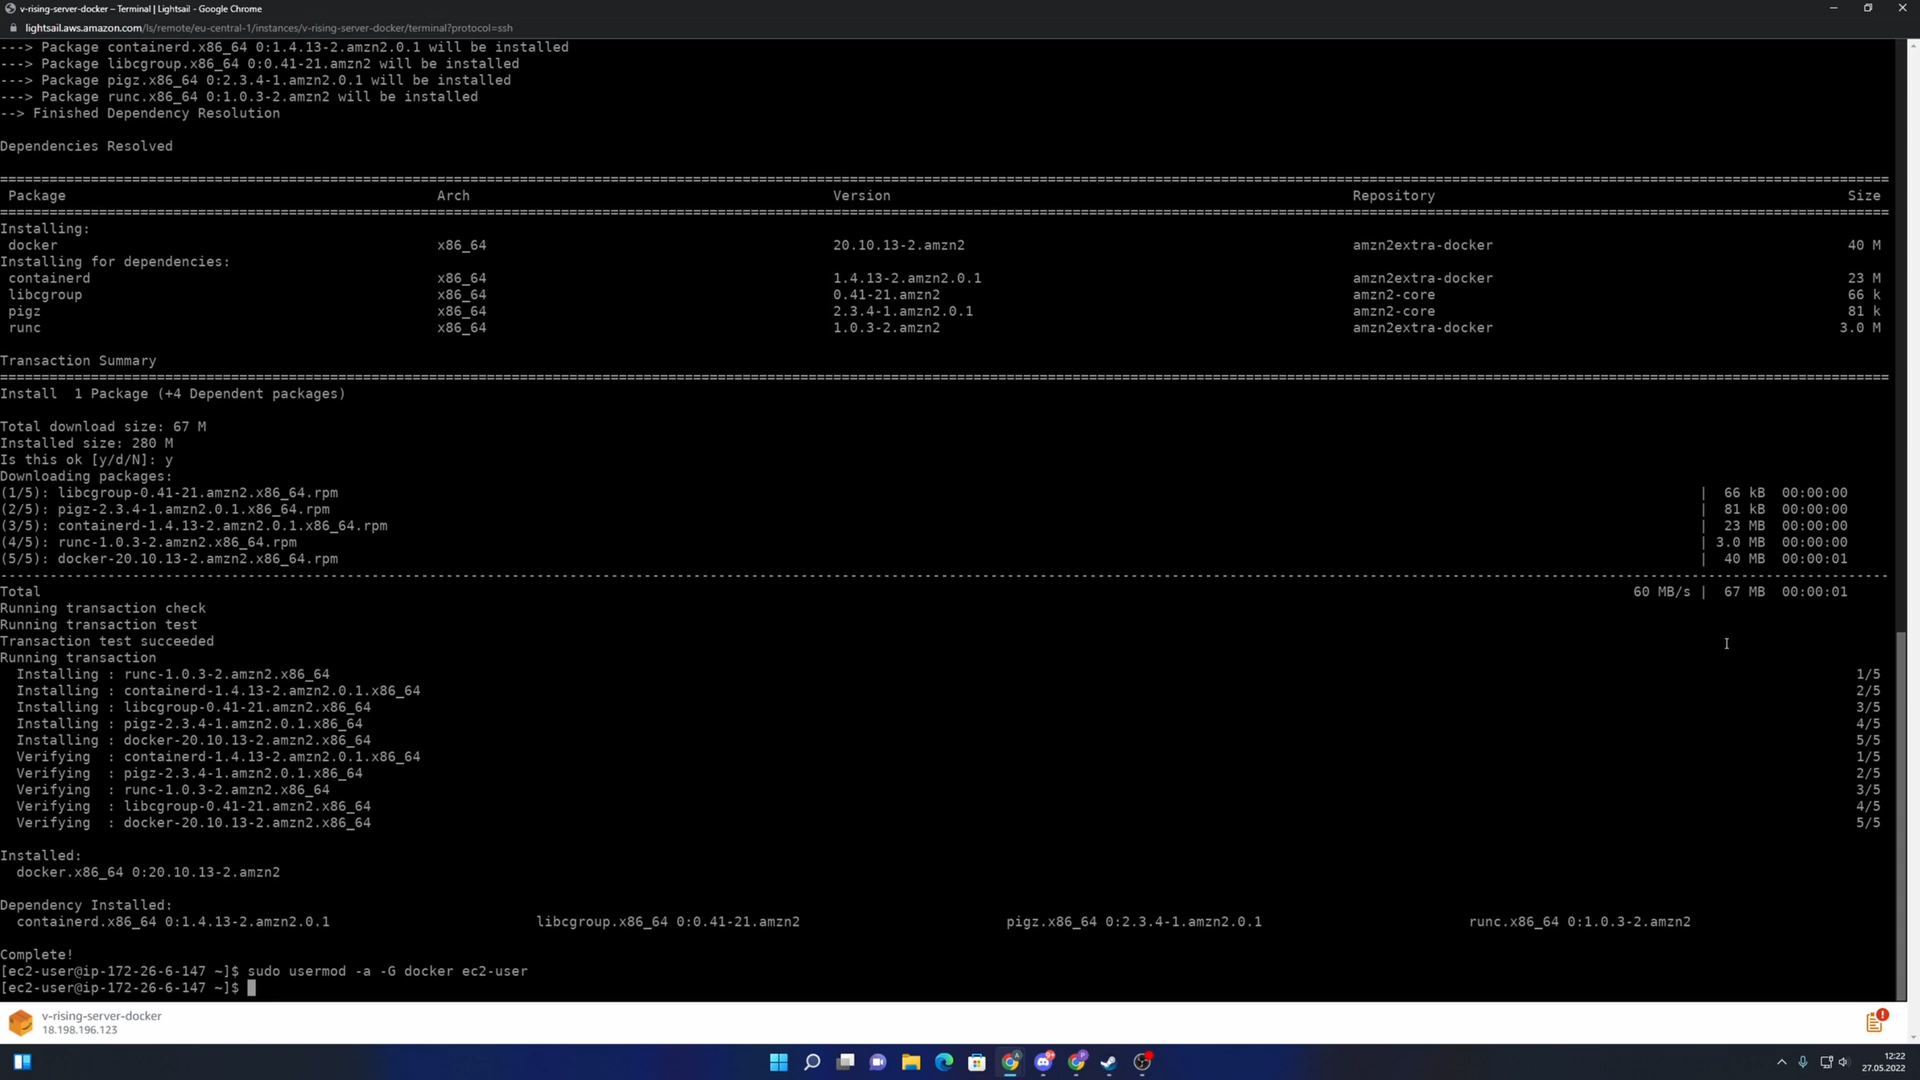 v-rising-server-docker – Terminal | Lightsail - Google Chrome
lightsail.aws.amazon.com/ls/remote/eu-central-1/instances/v-rising-server-docker/terminal?protocol=ssh
---> Package containerd.x86_64 0:1.4.13-2.amzn2.0.1 will be installed
---> Package libcgroup.x86_64 0:0.41-21.amzn2 will be installed
---> Package pigz.x86_64 0:2.3.4-1.amzn2.0.1 will be installed
---> Package runc.x86_64 0:1.0.3-2.amzn2 will be installed
--> Finished Dependency Resolution
Dependencies Resolved
Package Arch Version Repository Size
Installing:
docker x86_64 20.10.13-2.amzn2 amzn2extra-docker 40 M
Installing for dependencies:
containerd x86_64 1.4.13-2.amzn2.0.1 amzn2extra-docker 23 M
libcgroup x86_64 0.41-21.amzn2 amzn2-core 66 k
pigz x86_64 2.3.4-1.amzn2.0.1 amzn2-core 81 k
runc x86_64 1.0.3-2.amzn2 amzn2extra-docker 3.0 M
Transaction Summary
Install 1 Package (+4 Dependent packages)
Total download size: 67 M
Installed size: 280 M
Is this ok [y/d/N]: y
Downloading packages:
(1/5): libcgroup-0.41-21.amzn2.x86_64.rpm | 66 kB 00:00:00
(2/5): pigz-2.3.4-1.amzn2.0.1.x86_64.rpm | 81 kB 00:00:00
(3/5): containerd-1.4.13-2.amzn2.0.1.x86_64.rpm | 23 MB 00:00:00
(4/5): runc-1.0.3-2.amzn2.x86_64.rpm | 3.0 MB 00:00:00
(5/5): docker-20.10.13-2.amzn2.x86_64.rpm | 40 MB 00:00:01
Total 60 MB/s | 67 MB 00:00:01
Running transaction check
Running transaction test
Transaction test succeeded
Running transaction
Installing : runc-1.0.3-2.amzn2.x86_64 1/5
Installing : containerd-1.4.13-2.amzn2.0.1.x86_64 2/5
Installing : libcgroup-0.41-21.amzn2.x86_64 3/5
Installing : pigz-2.3.4-1.amzn2.0.1.x86_64 4/5
Installing : docker-20.10.13-2.amzn2.x86_64 5/5
Verifying : containerd-1.4.13-2.amzn2.0.1.x86_64 1/5
Verifying : pigz-2.3.4-1.amzn2.0.1.x86_64 2/5
Verifying : runc-1.0.3-2.amzn2.x86_64 3/5
Verifying : libcgroup-0.41-21.amzn2.x86_64 4/5
Verifying : docker-20.10.13-2.amzn2.x86_64 5/5
Installed:
docker.x86_64 0:20.10.13-2.amzn2
Dependency Installed:
containerd.x86_64 0:1.4.13-2.amzn2.0.1 libcgroup.x86_64 0:0.41-21.amzn2 pigz.x86_64 0:2.3.4-1.amzn2.0.1 runc.x86_64 0:1.0.3-2.amzn2
Complete!
[ec2-user@ip-172-26-6-147 ~]$ sudo usermod -a -G docker ec2-user
[ec2-user@ip-172-26-6-147 ~]$
v-rising-server-docker
18.198.196.123
12:22
27.05.2022